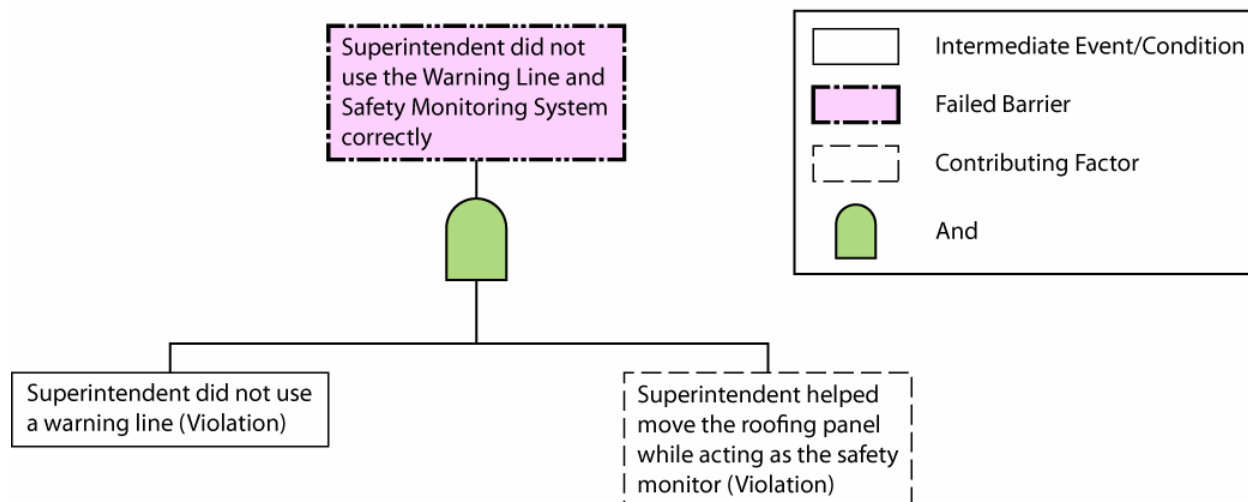 Superintendent did not
use the Warning Line and
Safety Monitoring System
correctly
Intermediate Event/Condition
Failed Barrier
Contributing Factor
And
Superintendent did not use
a warning line (Violation)
Superintendent helped
move the roofing panel
while acting as the safety
monitor (Violation)